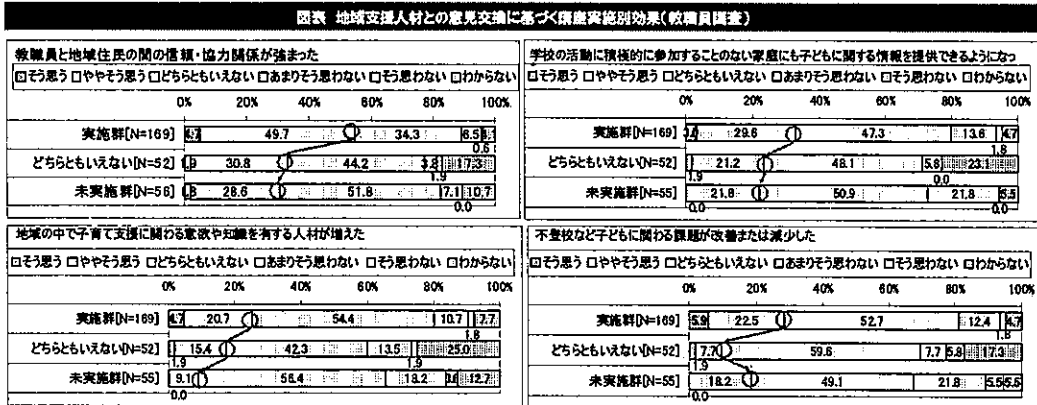 図表 地域支援人材との意見交換に基づく講座実施別効果(教職員調査)
教職員と地域住民の間の信頼・協力関係が強まった
そう思う ややそう思う どちらともいえない あまりそう思わない そう思わない わからない
0% 20% 40% 60% 80% 100%
実施群[N=169] 4.7 49.7 34.3 6.5 4.1
0.6
どちらともいえない[N=52] 1.9 30.8 44.2 3.8 17.3
1.9
未実施群[N=56] 1.8 28.6 51.8 7.1 10.7
0.0
学校の活動に積極的に参加することのない家庭にも子どもに関する情報を提供できるようになっ
そう思う ややそう思う どちらともいえない あまりそう思わない そう思わない わからない
0% 20% 40% 60% 80% 100%
実施群[N=169] 3.0 29.6 47.3 13.6 4.7
1.8
どちらともいえない[N=52] 21.2 48.1 5.8 23.1
1.9 0.0
未実施群[N=55] 21.8 50.9 21.8 5.5
0.0 0.0
地域の中で子育て支援に関わる意欲や知識を有する人材が増えた
そう思う ややそう思う どちらともいえない あまりそう思わない そう思わない わからない
0% 20% 40% 60% 80% 100%
実施群[N=169] 4.7 20.7 54.4 10.7 7.7
1.8
どちらともいえない[N=52] 15.4 42.3 13.5 25.0
1.9 1.9
未実施群[N=55] 9.1 56.4 18.2 3.6 12.7
0.0
不登校など子どもに関わる課題が改善または減少した
そう思う ややそう思う どちらともいえない あまりそう思わない そう思わない わからない
0% 20% 40% 60% 80% 100%
実施群[N=169] 5.9 22.5 52.7 12.4 4.7
1.8
どちらともいえない[N=52] 7.7 59.6 7.7 5.8 17.3
1.9
未実施群[N=55] 18.2 49.1 21.8 5.5 5.5